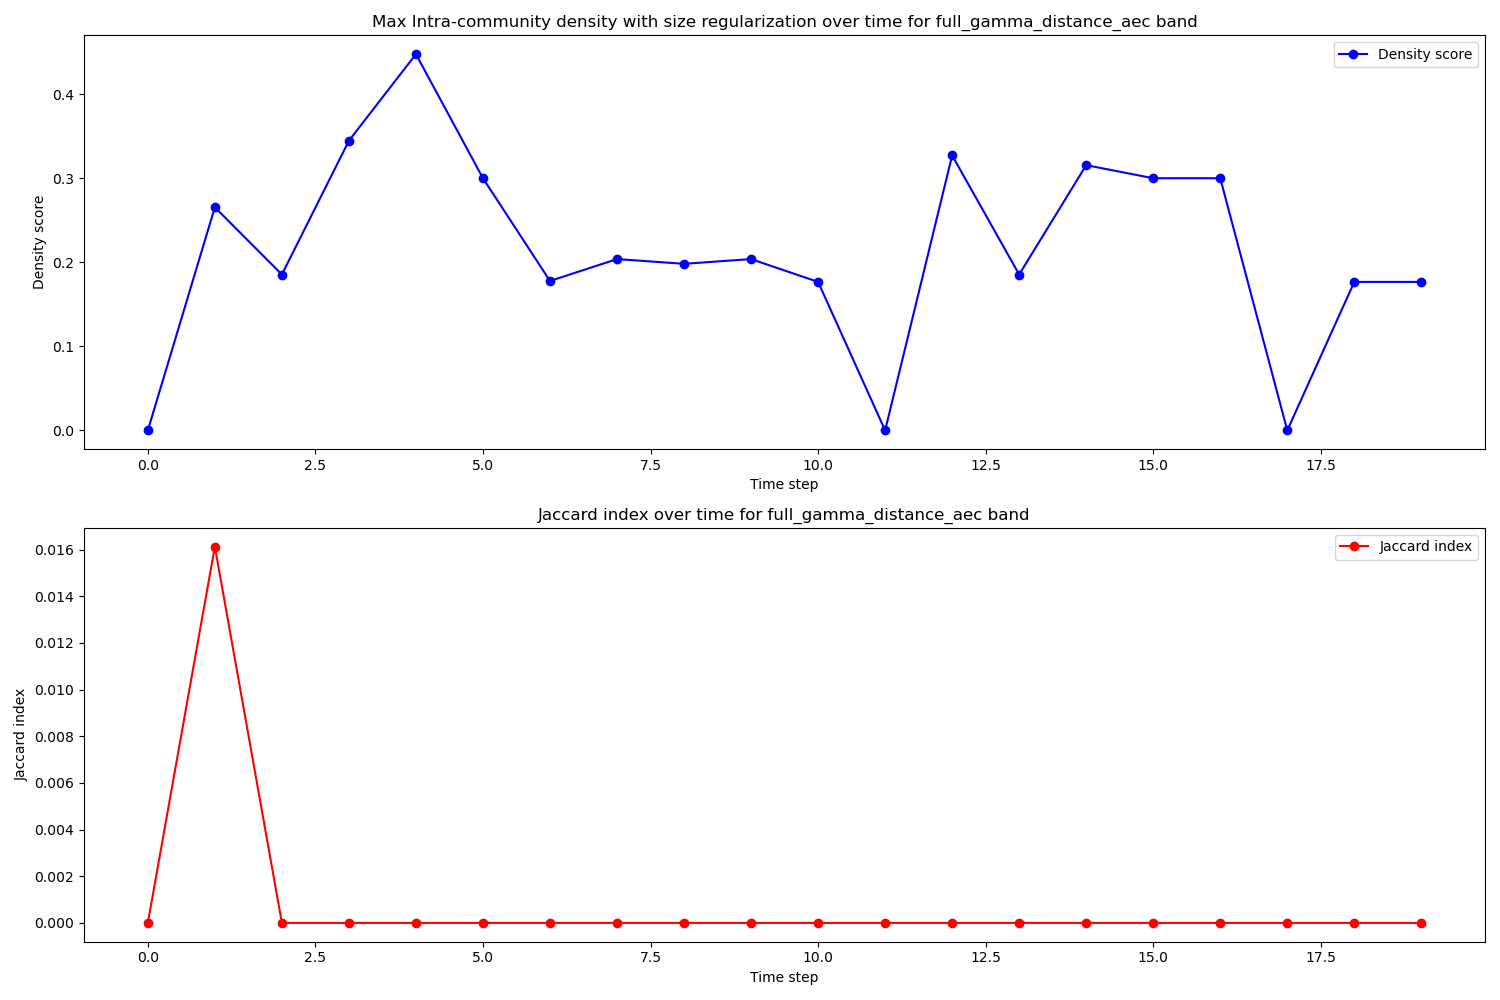 Max Intra-community density with size regularization over time for full_gamma_distance_aec band
Density score
Density score
0.4
0.3
0.2
0.1
0.0
0.0 2.5 5.0 7.5 10.0 12.5 15.0 17.5
Time step
Jaccard index over time for full_gamma_distance_aec band
Jaccard index
Jaccard index
0.016
0.014
0.012
0.010
0.008
0.006
0.004
0.002
0.000
0.0 2.5 5.0 7.5 10.0 12.5 15.0 17.5
Time step